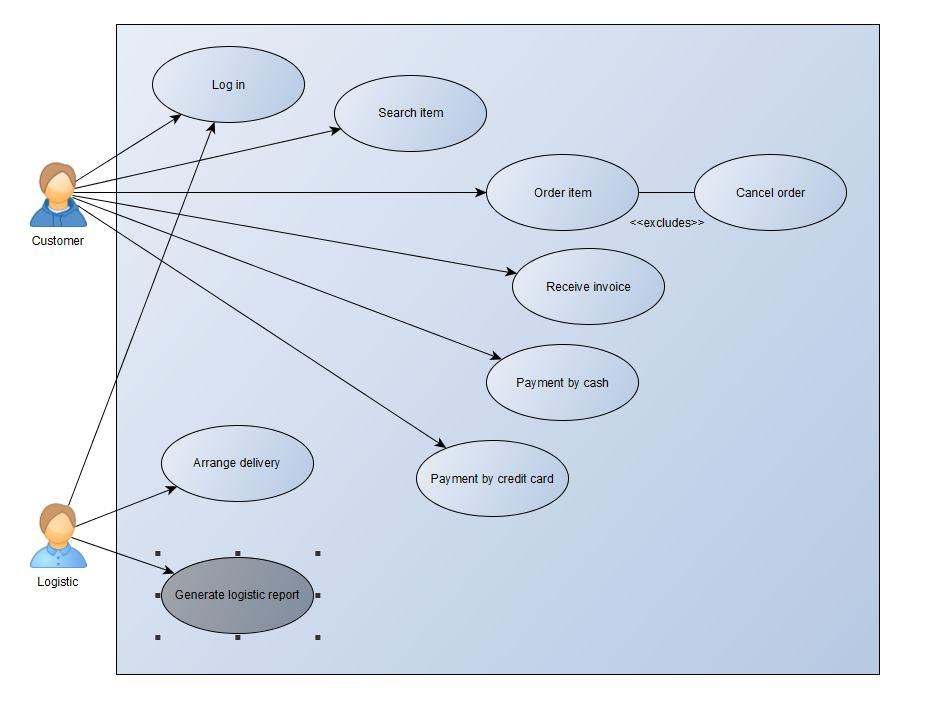 Log in
Search item
Order item
Cancel order
<<excludes>>
Customer
Receive invoice
Payment by cash
Arrange delivery
Payment by credit card
Logistic
Generate logistic report